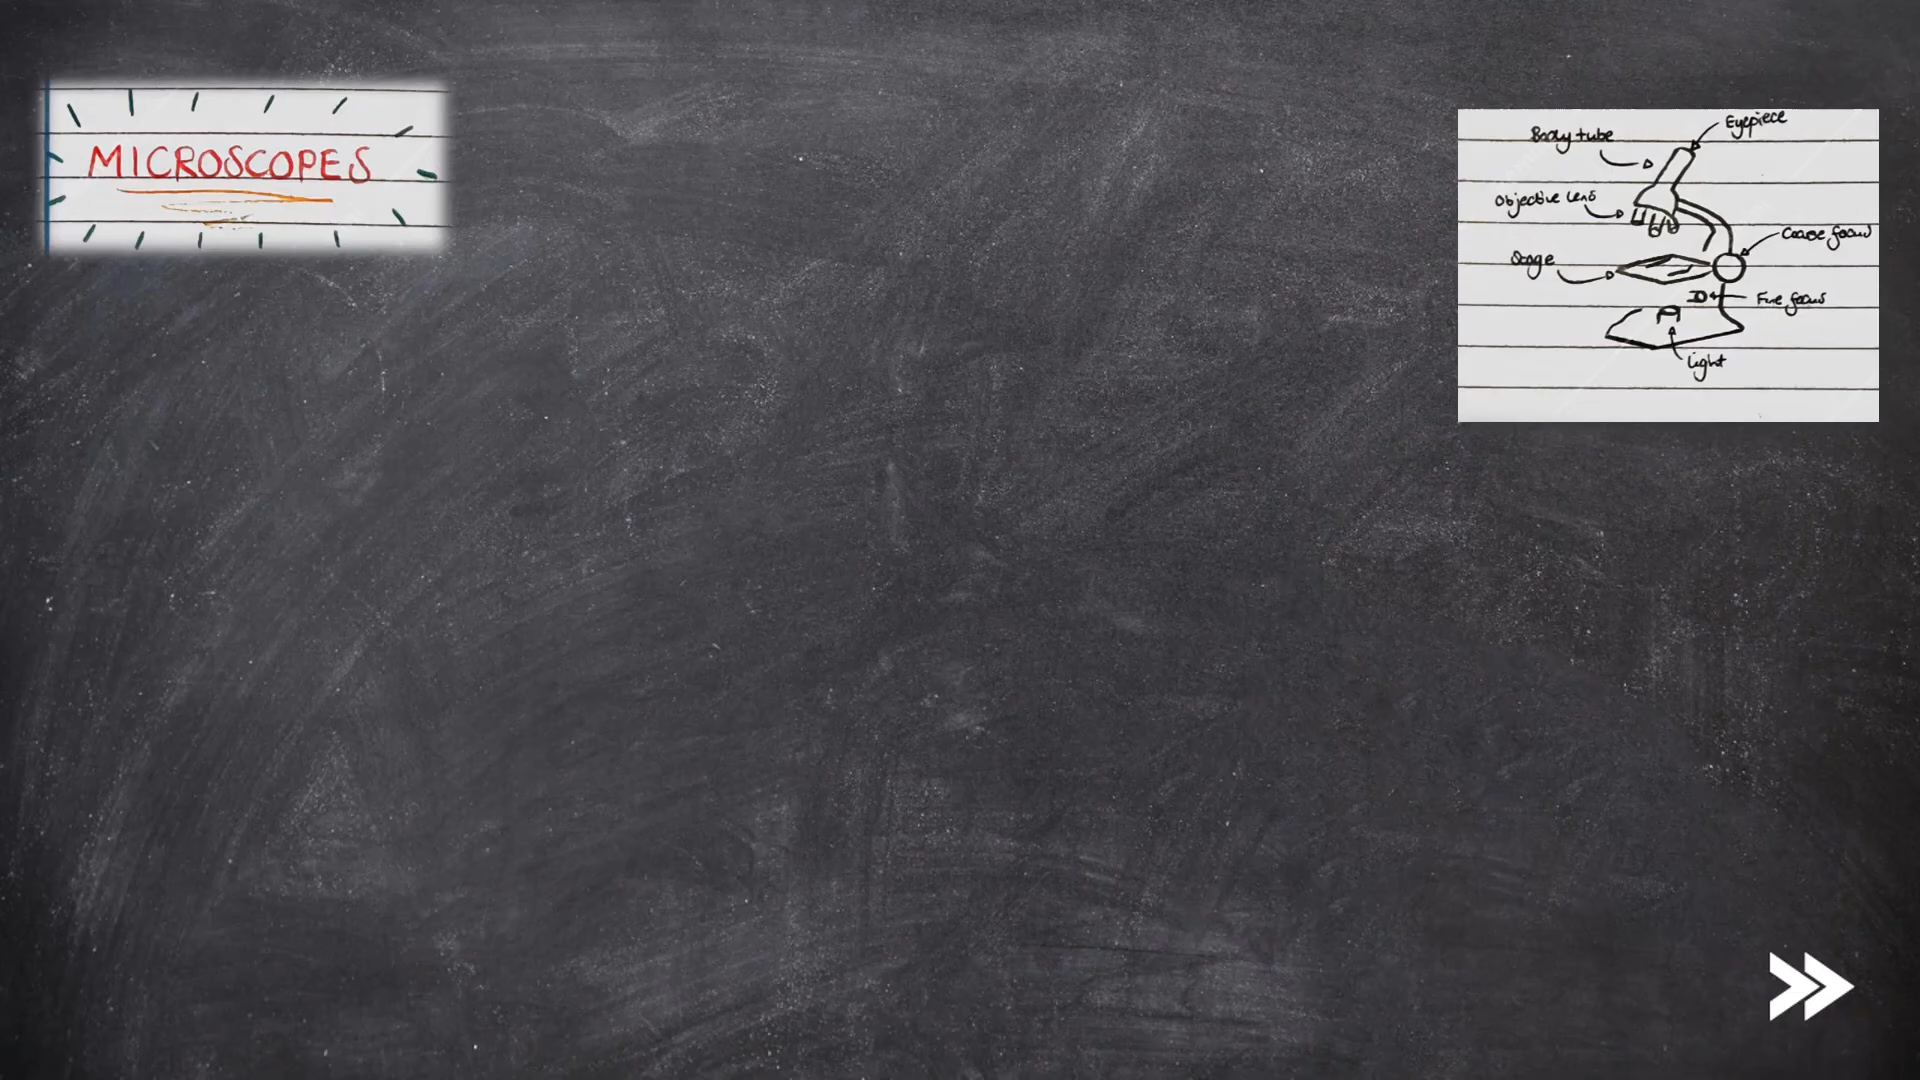 MICROSCOPES
Eyepiece
Body tube
Objective lens
Coarse focus
Stage
Fine focus
light